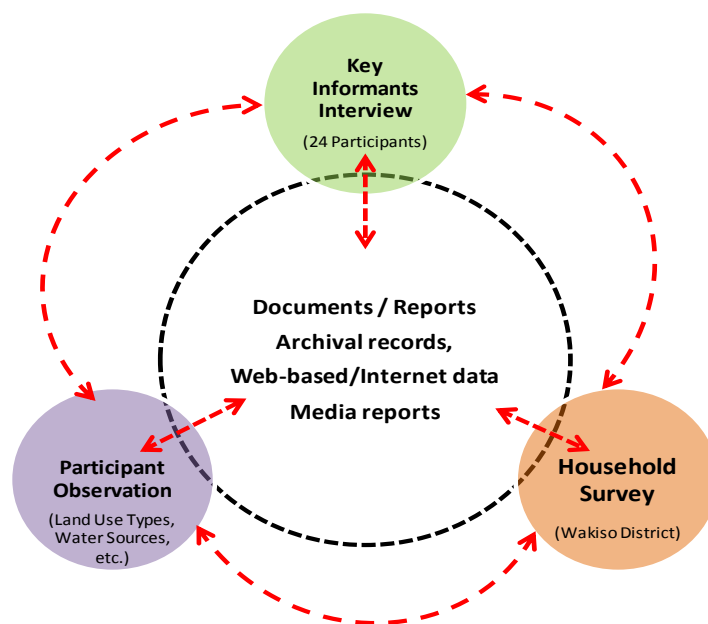 Key
Informants
Interview
(24 Participants)
Documents / Reports
Archival records,
Web-based/Internet data
Media reports
Participant
Observation
(Land Use Types,
Water Sources,
etc.)
Household
Survey
(Wakiso District)